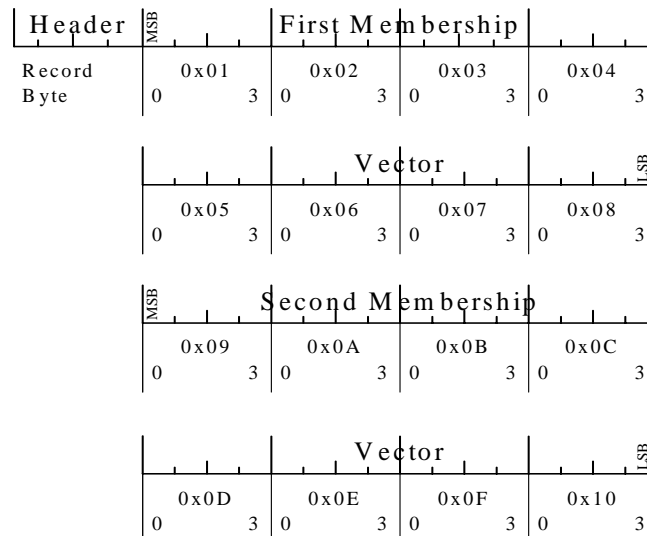 Header MSB First Membership
Record 0x01 0x02 0x03 0x04
Byte 0 3 0 3 0 3 0 3
Vector LSB
0x05 0x06 0x07 0x08
0 3 0 3 0 3 0 3
MSB Second Membership
0x09 0x0A 0x0B 0x0C
0 3 0 3 0 3 0 3
Vector LSB
0x0D 0x0E 0x0F 0x10
0 3 0 3 0 3 0 3